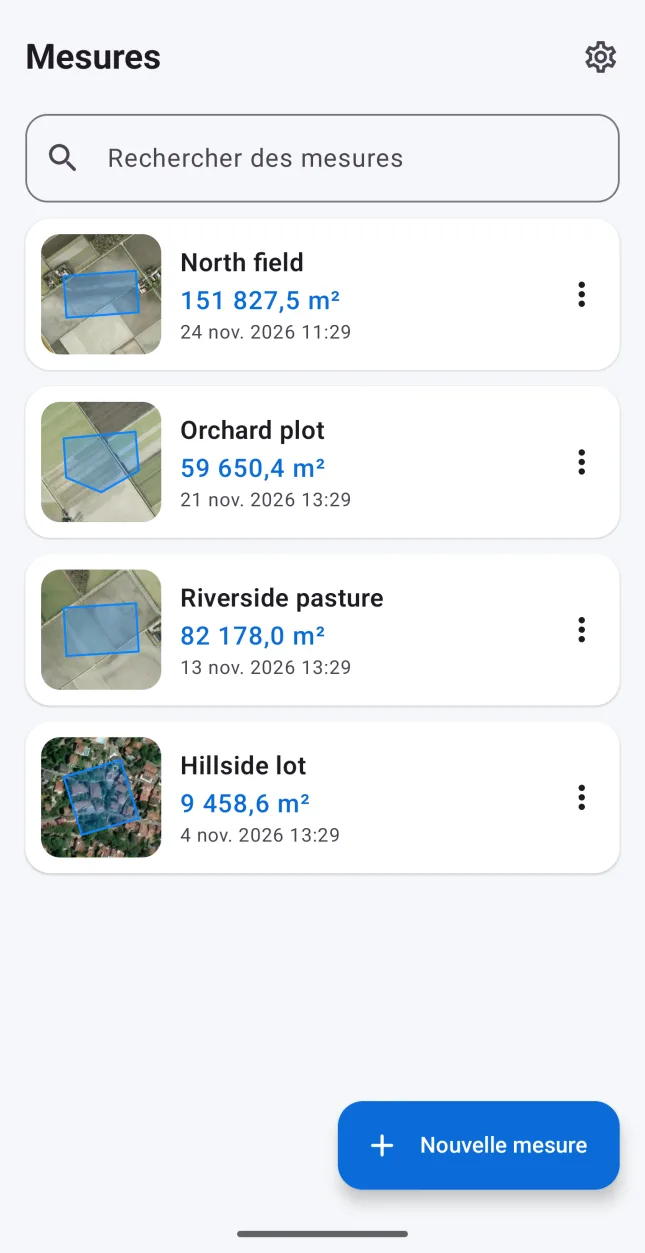 Mesures
Rechercher des mesures
North field
151 827,5 m²
24 nov. 2026 11:29
Orchard plot
59 650,4 m²
21 nov. 2026 13:29
Riverside pasture
82 178,0 m²
13 nov. 2026 13:29
Hillside lot
9 458,6 m²
4 nov. 2026 13:29
Nouvelle mesure